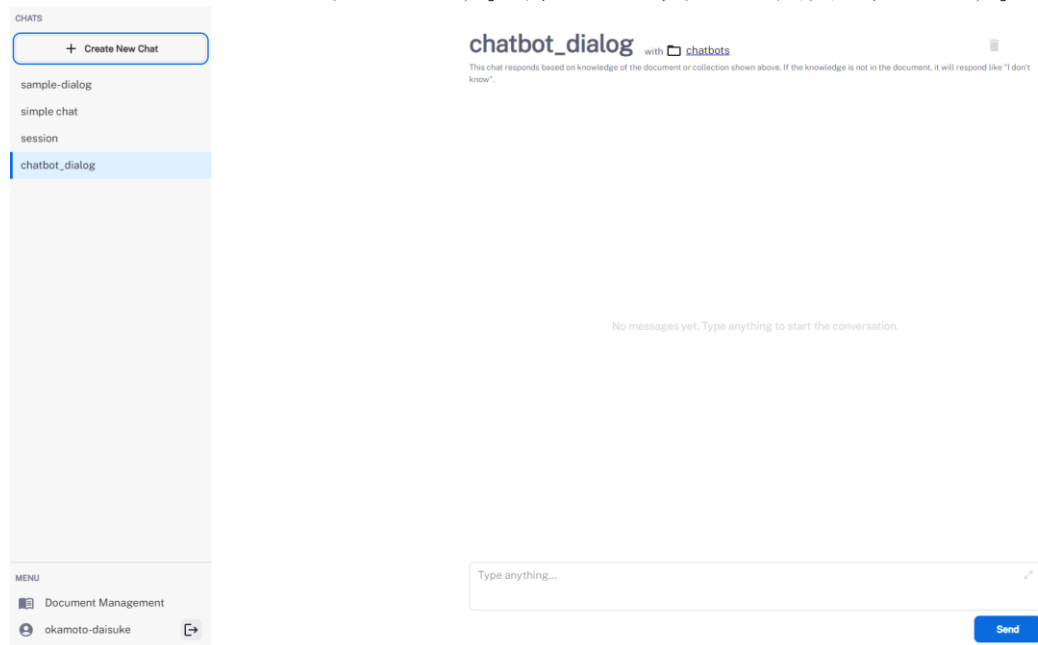 CHATS
+ Create New Chat
sample-dialog
simple chat
session
chatbot_dialog
chatbot_dialog with chatbots
This chat responds based on knowledge of the document or collection shown above. If the knowledge is not in the document, it will respond like "I don't
know".
No messages yet. Type anything to start the conversation.
Type anything...
Send
MENU
Document Management
okamoto-daisuke